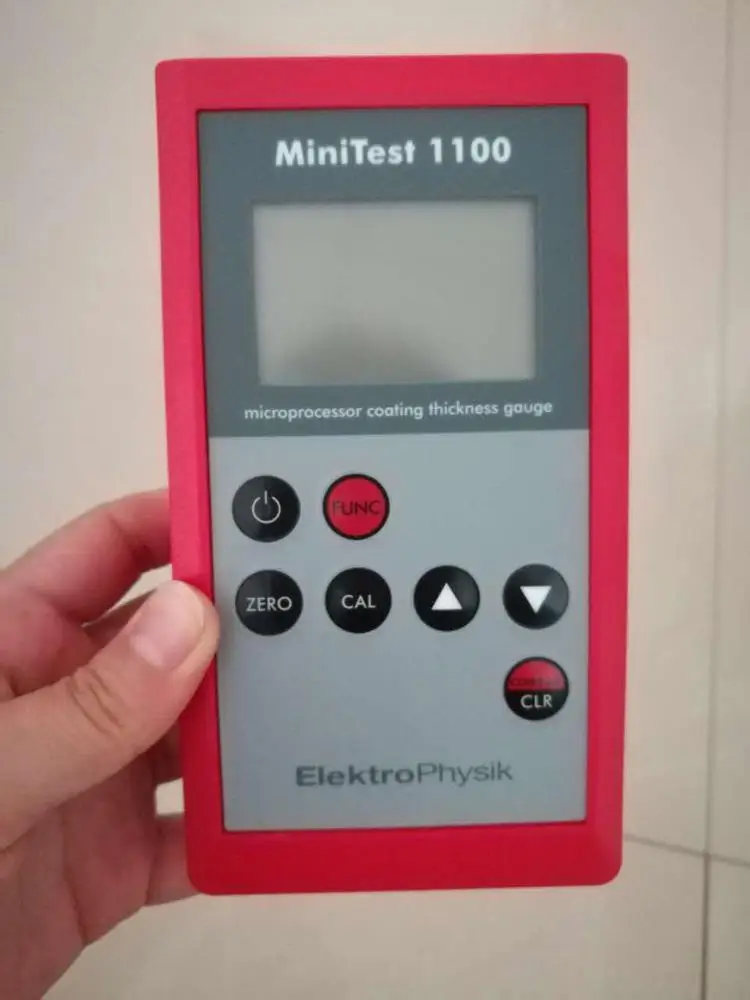 MiniTest 1100
microprocessor coating thickness gauge
FUNC
ZERO CAL
CLR
ElektroPhysik